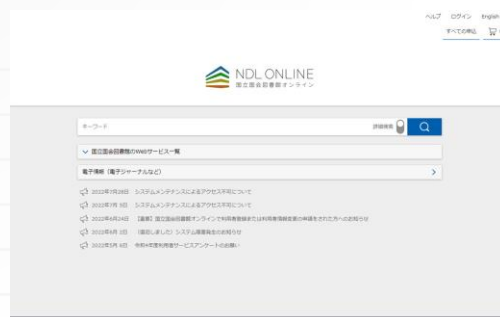 ヘルプ ログイン English
すべての申込
NDL ONLINE
国立国会図書館オンライン
キーワード 詳細検索
国立国会図書館のWebサービス一覧
電子情報（電子ジャーナルなど）
2022年7月28日 システムメンテナンスによるアクセス不可について
2022年7月 3日 システムメンテナンスによるアクセス不可について
2022年6月24日 【重要】国立国会図書館オンラインで利用者登録または利用者情報変更の申請をされた方へのお知らせ
2022年6月 2日 （復旧しました）システム障害発生のお知らせ
2022年5月 6日 令和4年度利用者サービスアンケートのお願い